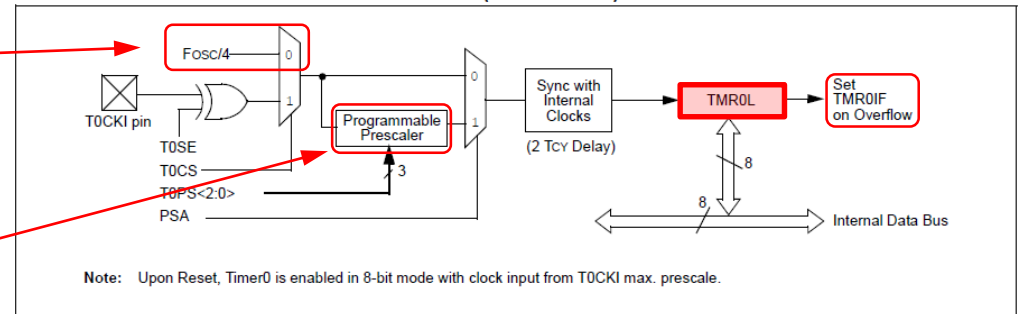 Fosc/4
0
1
T0CKI pin
T0SE
T0CS
T0PS<2:0>
PSA
Programmable
Prescaler
3
0
1
Sync with
Internal
Clocks
(2 TCY Delay)
TMR0L
Set
TMR0IF
on Overflow
8
8
Internal Data Bus
Note: Upon Reset, Timer0 is enabled in 8-bit mode with clock input from T0CKI max. prescale.